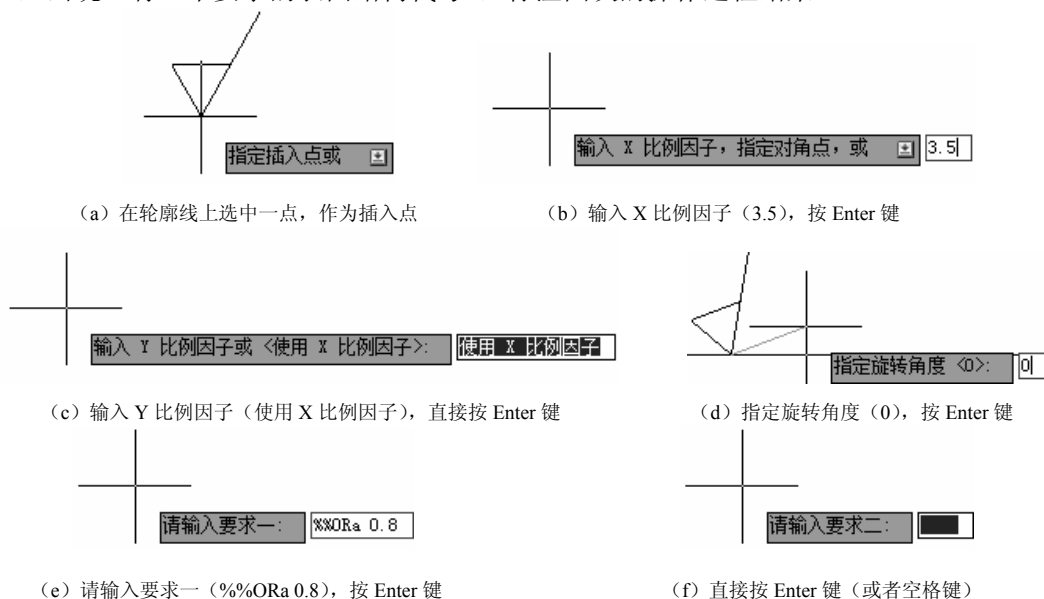 指定插入点或
输入 X 比例因子，指定对角点，或 3.5
（a）在轮廓线上选中一点，作为插入点
（b）输入 X 比例因子（3.5），按 Enter 键
输入 Y 比例因子或 <使用 X 比例因子>: 使用 X 比例因子
指定旋转角度 <0>: 0
（c）输入 Y 比例因子（使用 X 比例因子），直接按 Enter 键
（d）指定旋转角度（0），按 Enter 键
请输入要求一: %%ORa 0.8
请输入要求二:
（e）请输入要求一（%%ORa 0.8），按 Enter 键
（f）直接按 Enter 键（或者空格键）